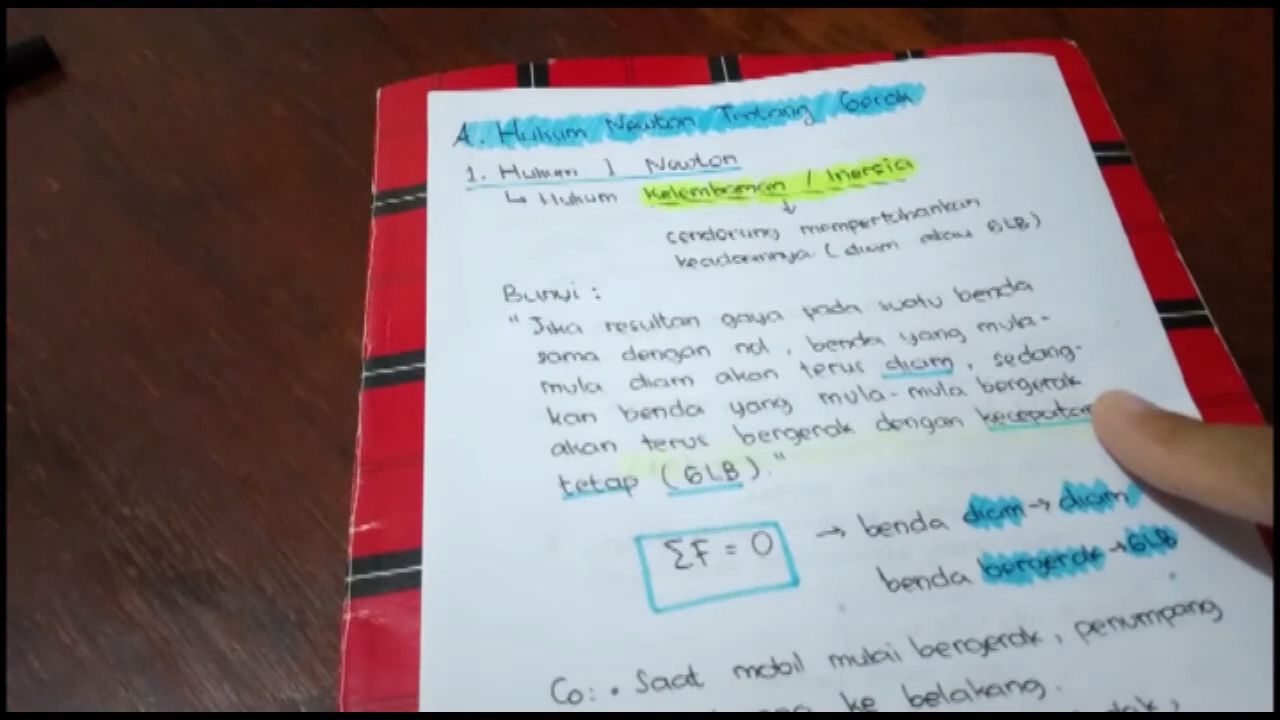 A. Hukum Newton Tentang Gerak
1. Hukum 1 Newton
↳ Hukum Kelembaman / Inersia
↓
cenderung mempertahankan
keadaannya (diam atau GLB)
Bunyi :
"Jika resultan gaya pada suatu benda
sama dengan nol, benda yang mula-
mula diam akan terus diam, sedang-
kan benda yang mula-mula bergerak
akan terus bergerak dengan kecepatan
tetap (GLB)."
ΣF = 0 → benda diam → diam
benda bergerak → GLB
Co: • Saat mobil mulai bergerak, penumpang
ke belakang.